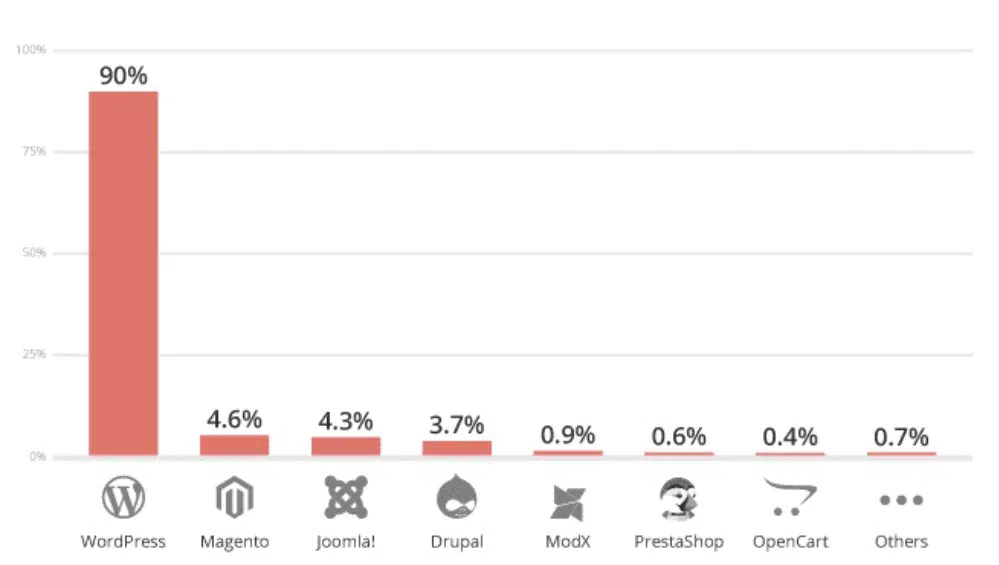 100%
90%
75%
50%
25%
4.6%
4.3%
3.7%
0.9%
0.6%
0.4%
0.7%
0%
WordPress
Magento
Joomla!
Drupal
ModX
PrestaShop
OpenCart
Others